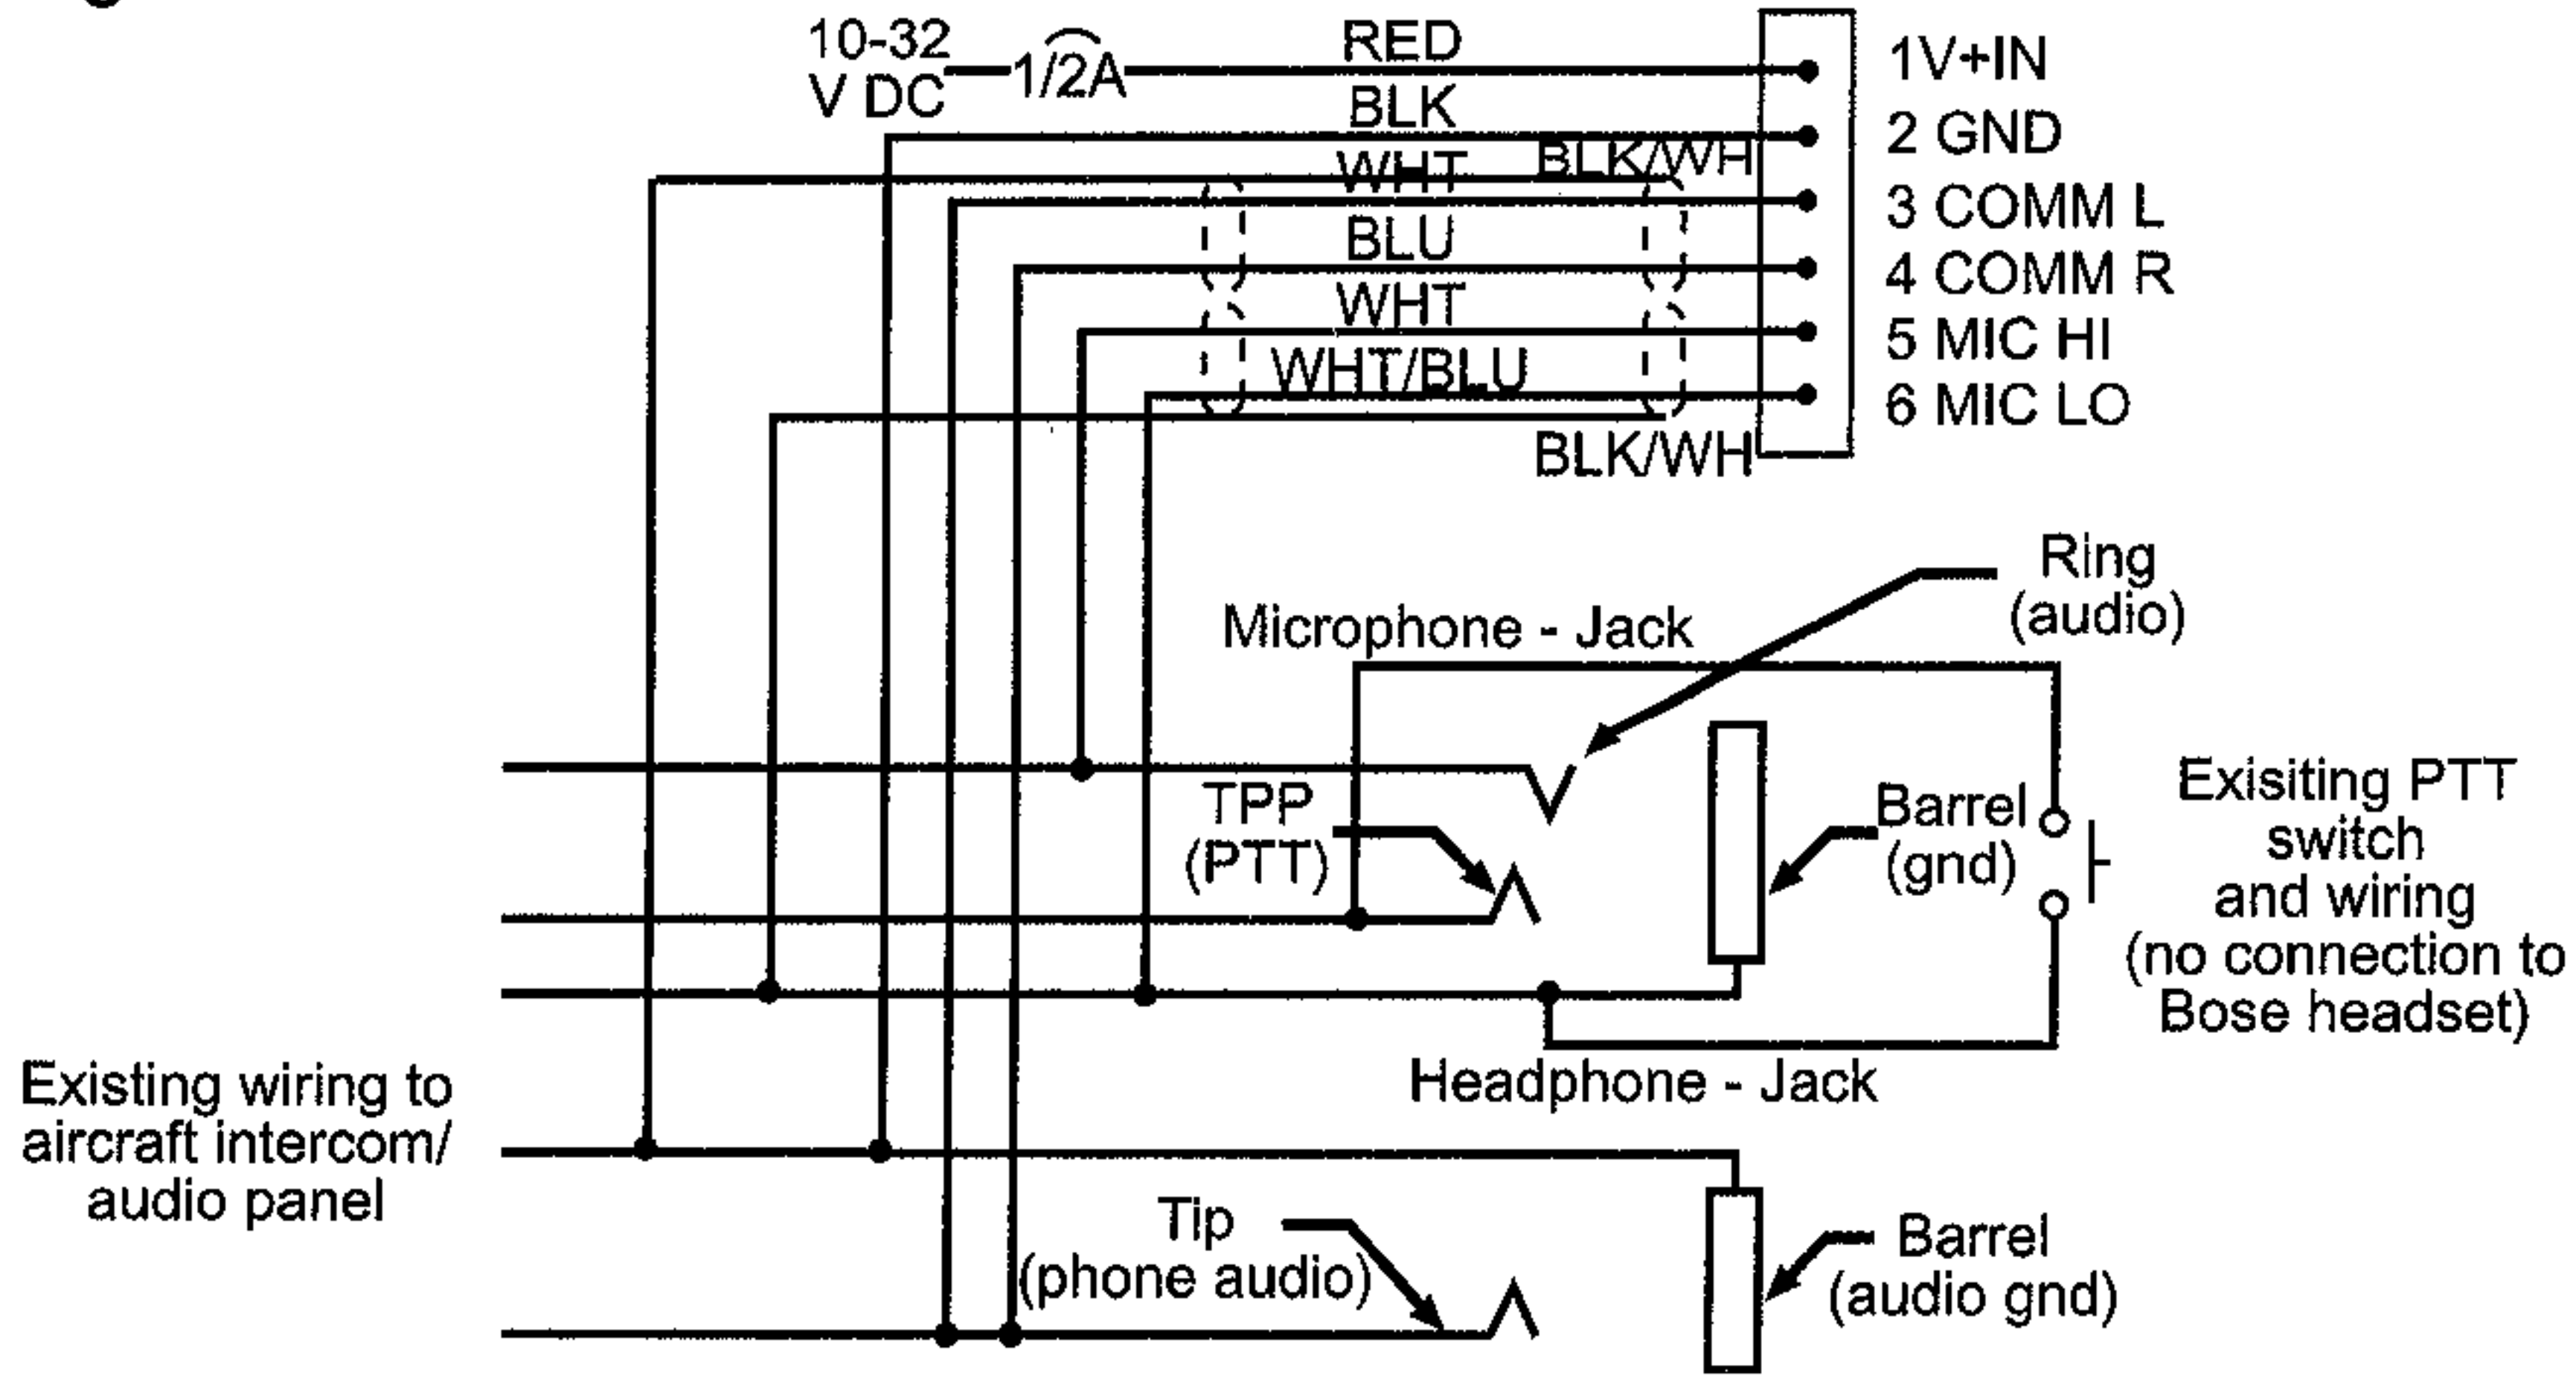 10-32
V DC
1/2A
RED
BLK
BLK/WH
WHT
BLU
WHT
WHT/BLU
BLK/WH
1V+IN
2 GND
3 COMM L
4 COMM R
5 MIC HI
6 MIC LO
Ring
(audio)
Microphone - Jack
TPP
(PTT)
Barrel
(gnd)
Exisiting PTT
switch
and wiring
(no connection to
Bose headset)
Headphone - Jack
Existing wiring to
aircraft intercom/
audio panel
Tip
(phone audio)
Barrel
(audio gnd)